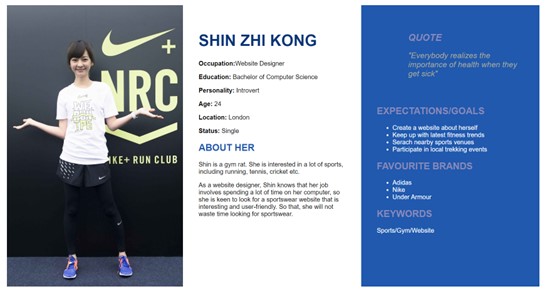 +
NRC
NIKE+ RUN CLUB
SHIN ZHI KONG
Occupation:Website Designer
Education: Bachelor of Computer Science
Personality: Introvert
Age: 24
Location: London
Status: Single
ABOUT HER
Shin is a gym rat. She is interested in a lot of sports,
including running, tennis, cricket etc.
As a website designer, Shin knows that her job
involves spending a lot of time on her computer, so
she is keen to look for a sportswear website that is
interesting and user-friendly. So that, she will not
waste time looking for sportswear.
QUOTE
"Everybody realizes the
importance of health when they
get sick"
EXPECTATIONS/GOALS
Create a website about herself
Keep up with latest fitness trends
Serach nearby sports venues
Participate in local trekking events
FAVOURITE BRANDS
Adidas
Nike
Under Armour
KEYWORDS
Sports/Gym/Website